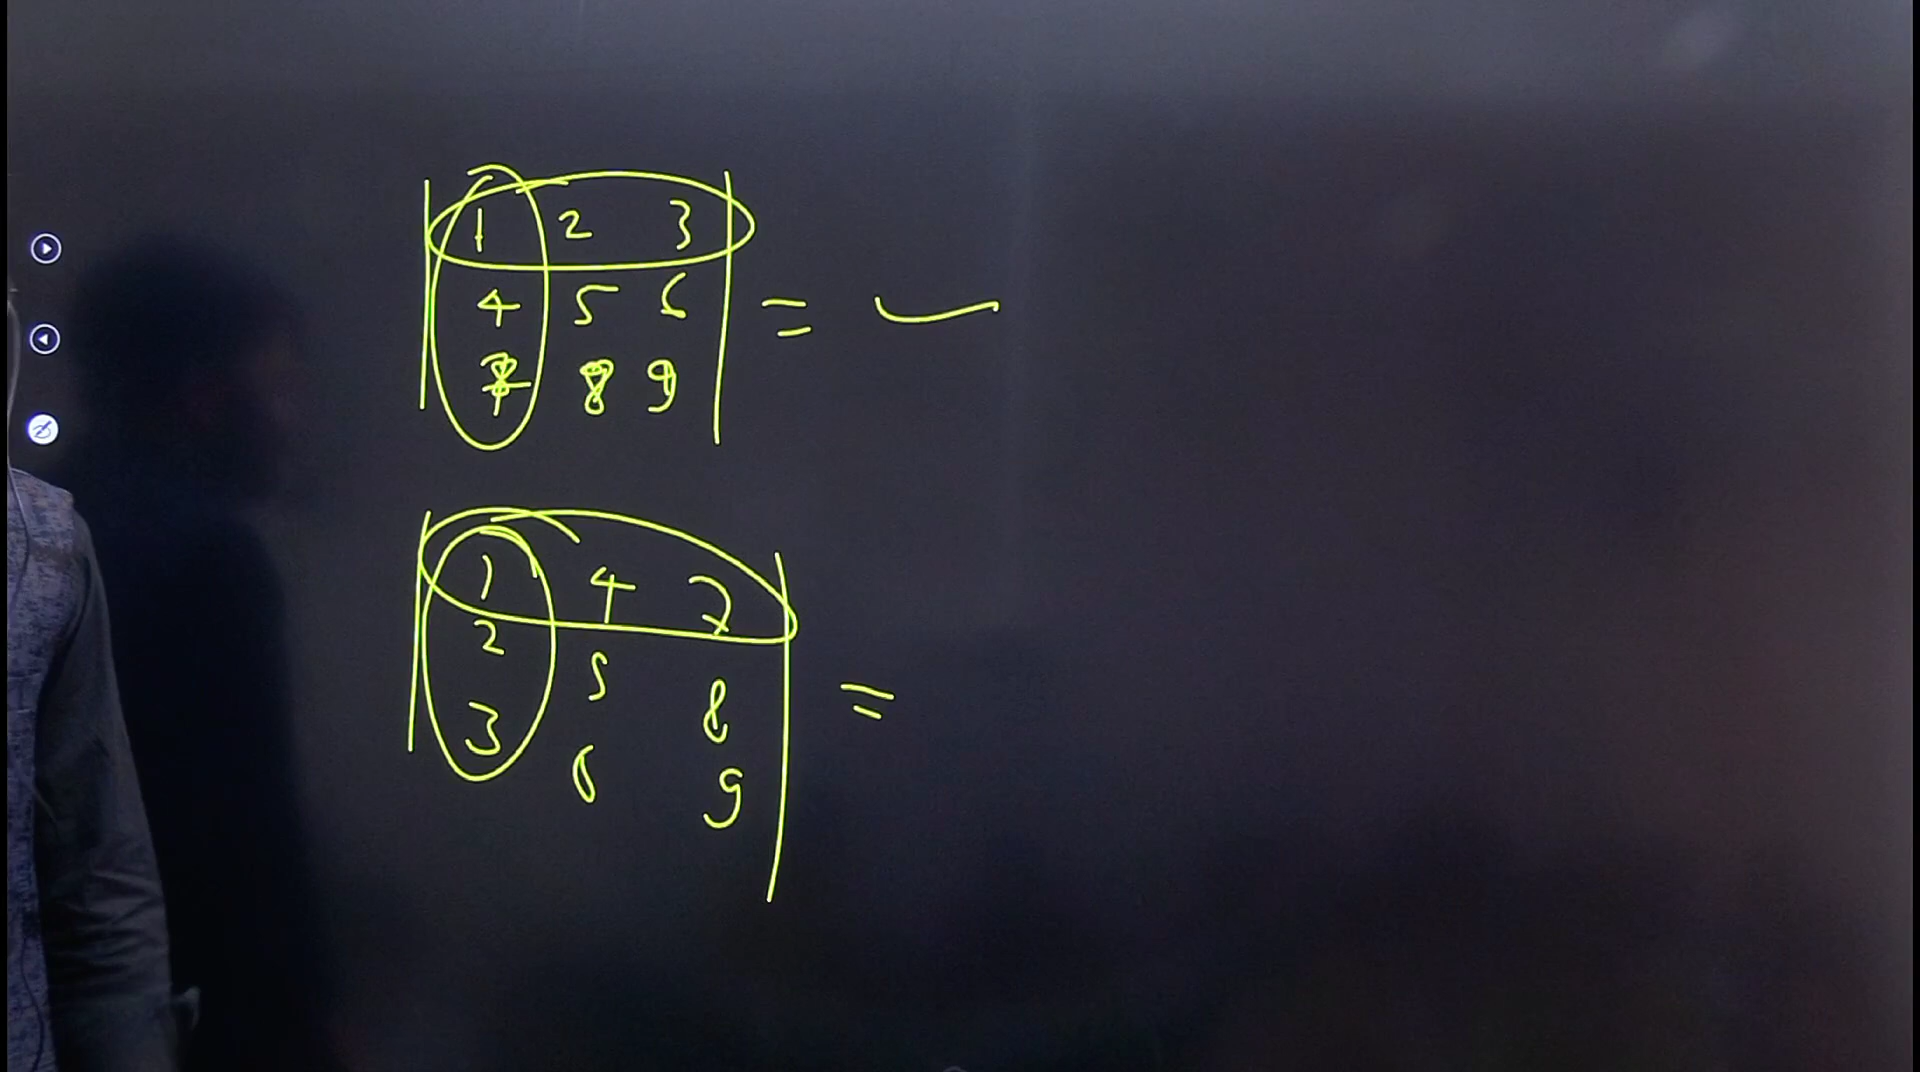 | 1 2 3 |
| 4 5 6 | =
| 7 8 9 |
| 1 4 7 |
| 2 5 8 | =
| 3 6 9 |